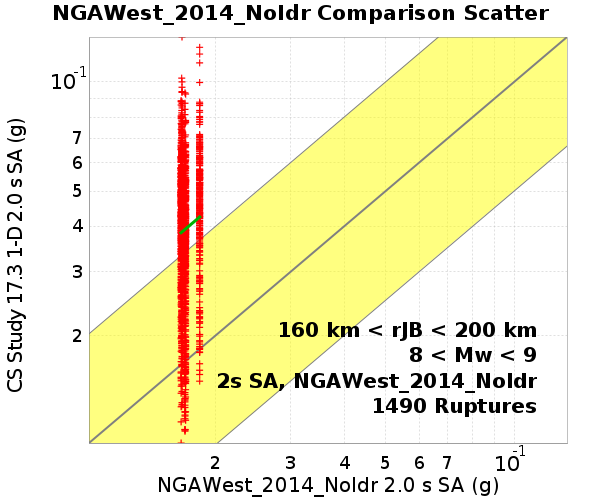 NGAWest_2014_NoIdr Comparison Scatter
CS Study 17.3 1-D 2.0 s SA (g)
10-1
7
6
5
4
3
2
160 km < rJB < 200 km
8 < Mw < 9
2s SA, NGAWest_2014_NoIdr
1490 Ruptures
2 3 4 5 6 7 10-1
NGAWest_2014_NoIdr 2.0 s SA (g)